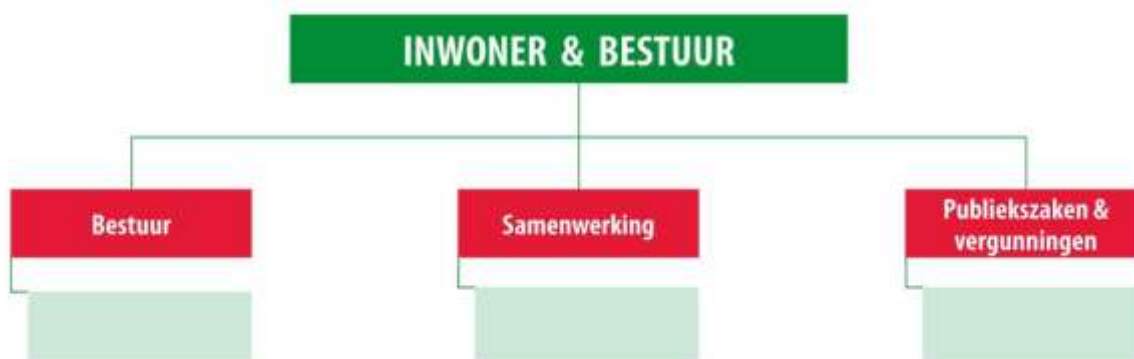 INWONER & BESTUUR
Bestuur
Samenwerking
Publiekszaken &
vergunningen